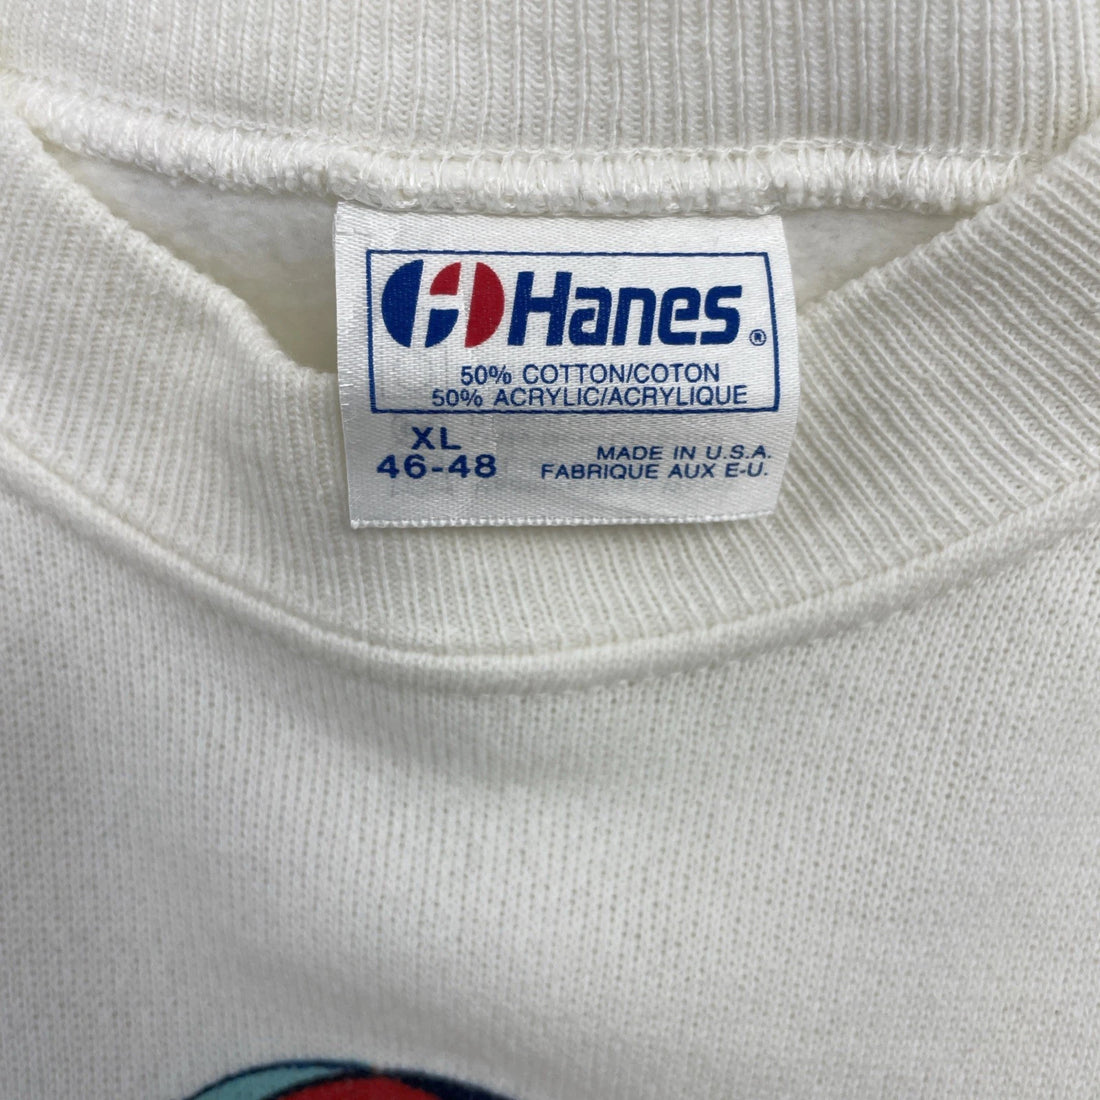 Hanes®
50% COTTON/COTON
50% ACRYLIC/ACRYLIQUE
XL
46-48
MADE IN U.S.A.
FABRIQUE AUX E-U.